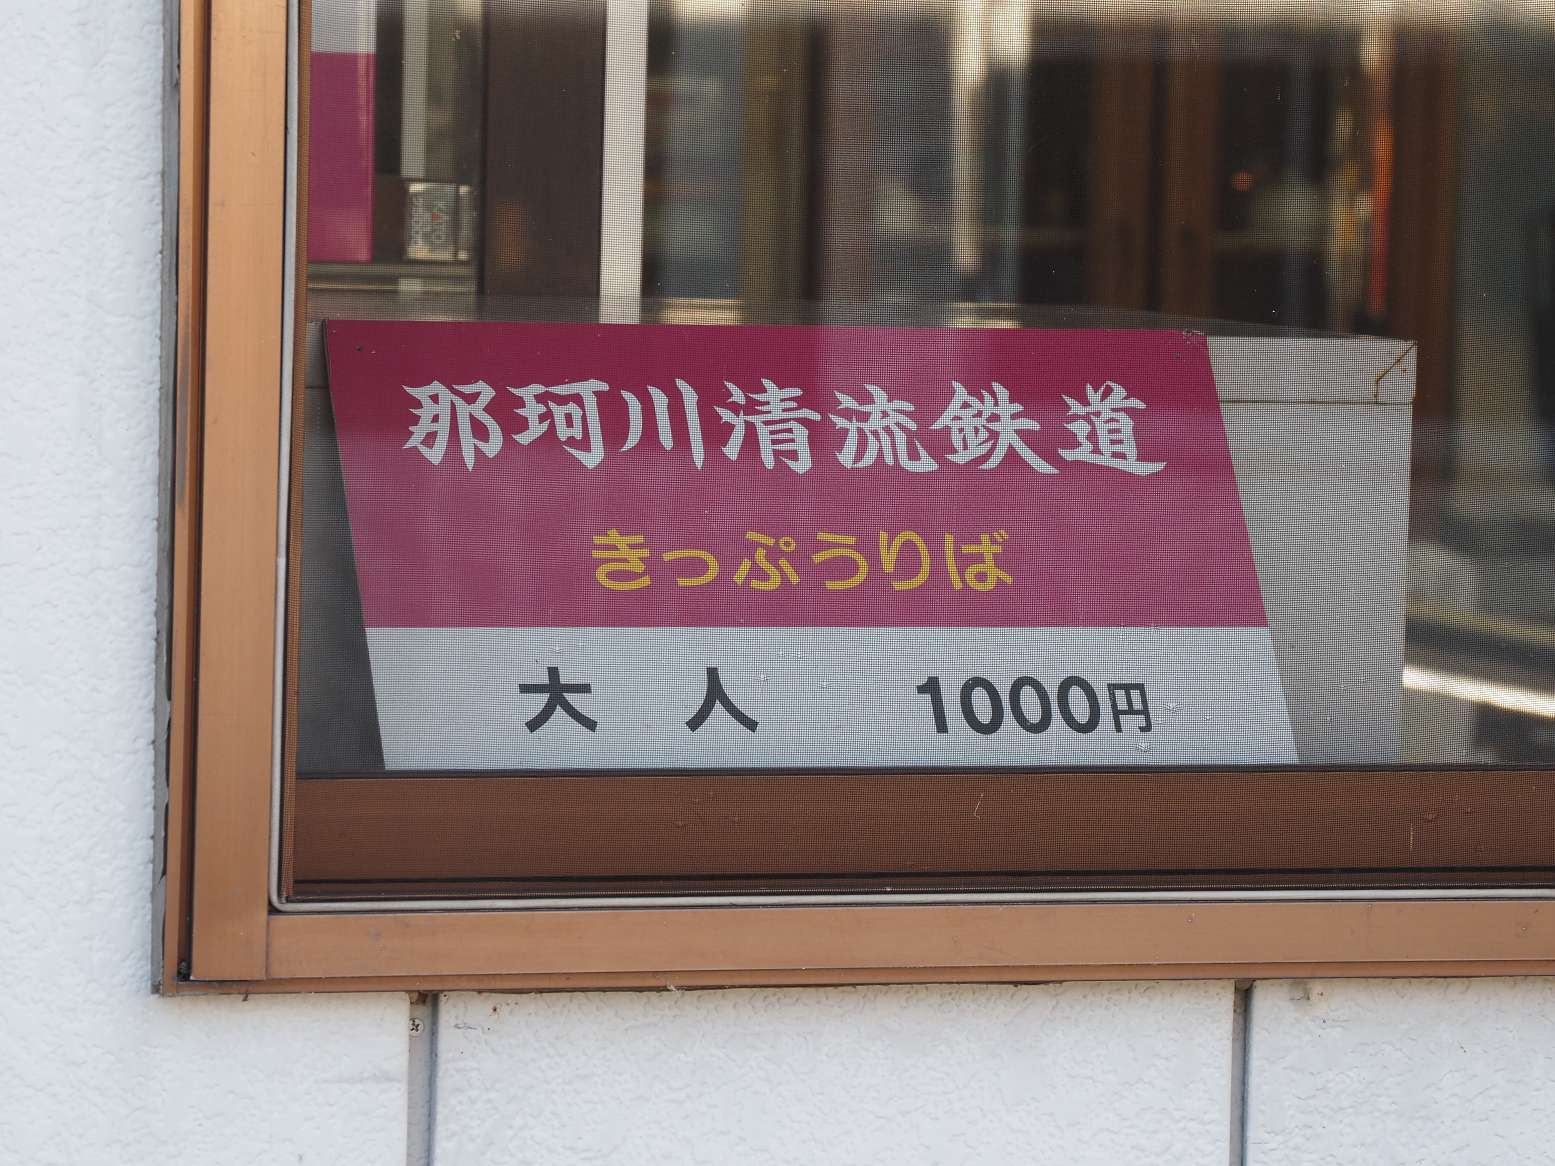 那珂川清流鉄道
きっぷうりば
大人 1000円